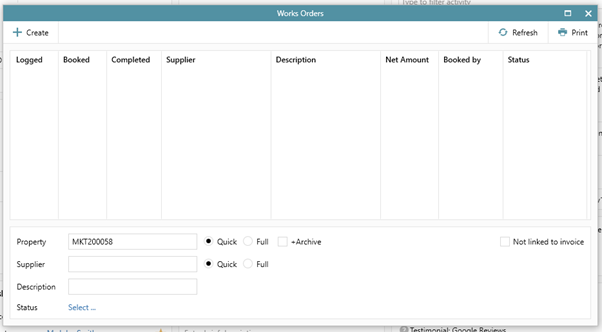 Type to filter activity
Works Orders
Create
Refresh
Print
Logged Booked Completed Supplier Description Net Amount Booked by Status
Property MKT200058 Quick Full +Archive Not linked to invoice
Supplier Quick Full
Description
Status Select ...
Testimonial: Google Reviews